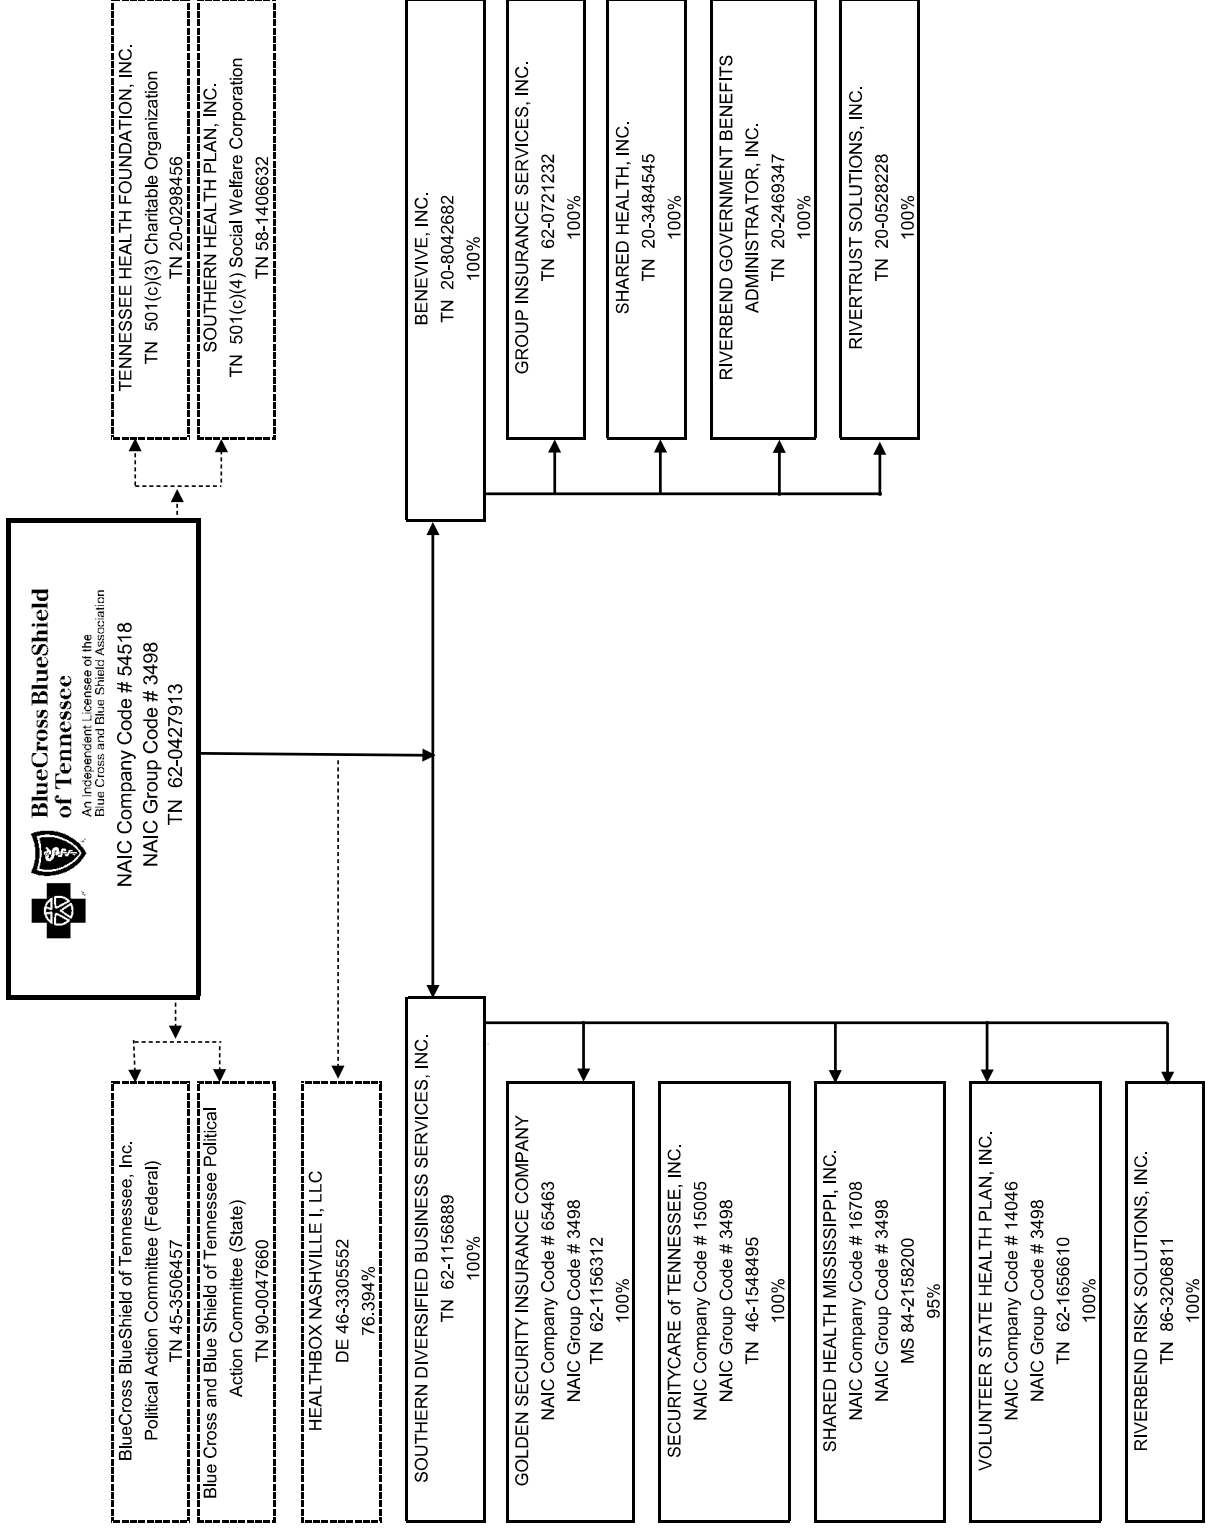 BlueCross BlueShield
of Tennessee
An Independent Licensee of the
Blue Cross and Blue Shield Association
NAIC Company Code # 54518
NAIC Group Code # 3498
TN 62-0427913
BlueCross BlueShield of Tennessee, Inc.
Political Action Committee (Federal)
TN 45-3506457
Blue Cross and Blue Shield of Tennessee Political
Action Committee (State)
TN 90-0047660
TENNESSEE HEALTH FOUNDATION, INC.
TN 501(c)(3) Charitable Organization
TN 20-0298456
SOUTHERN HEALTH PLAN, INC.
TN 501(c)(4) Social Welfare Corporation
TN 58-1406632
HEALTHBOX NASHVILLE I, LLC
DE 46-3305552
76.394%
SOUTHERN DIVERSIFIED BUSINESS SERVICES, INC.
TN 62-1156889
100%
GOLDEN SECURITY INSURANCE COMPANY
NAIC Company Code # 65463
NAIC Group Code # 3498
TN 62-1156312
100%
SECURITYCARE of TENNESSEE, INC.
NAIC Company Code # 15005
NAIC Group Code # 3498
TN 46-1548495
100%
SHARED HEALTH MISSISSIPPI, INC.
NAIC Company Code # 16708
NAIC Group Code # 3498
MS 84-2158200
95%
VOLUNTEER STATE HEALTH PLAN, INC.
NAIC Company Code # 14046
NAIC Group Code # 3498
TN 62-1656610
100%
RIVERBEND RISK SOLUTIONS, INC.
TN 86-3206811
100%
BENEVIVE, INC.
TN 20-8042682
100%
GROUP INSURANCE SERVICES, INC.
TN 62-0721232
100%
SHARED HEALTH, INC.
TN 20-3484545
100%
RIVERBEND GOVERNMENT BENEFITS
ADMINISTRATOR, INC.
TN 20-2469347
100%
RIVERTRUST SOLUTIONS, INC.
TN 20-0528228
100%